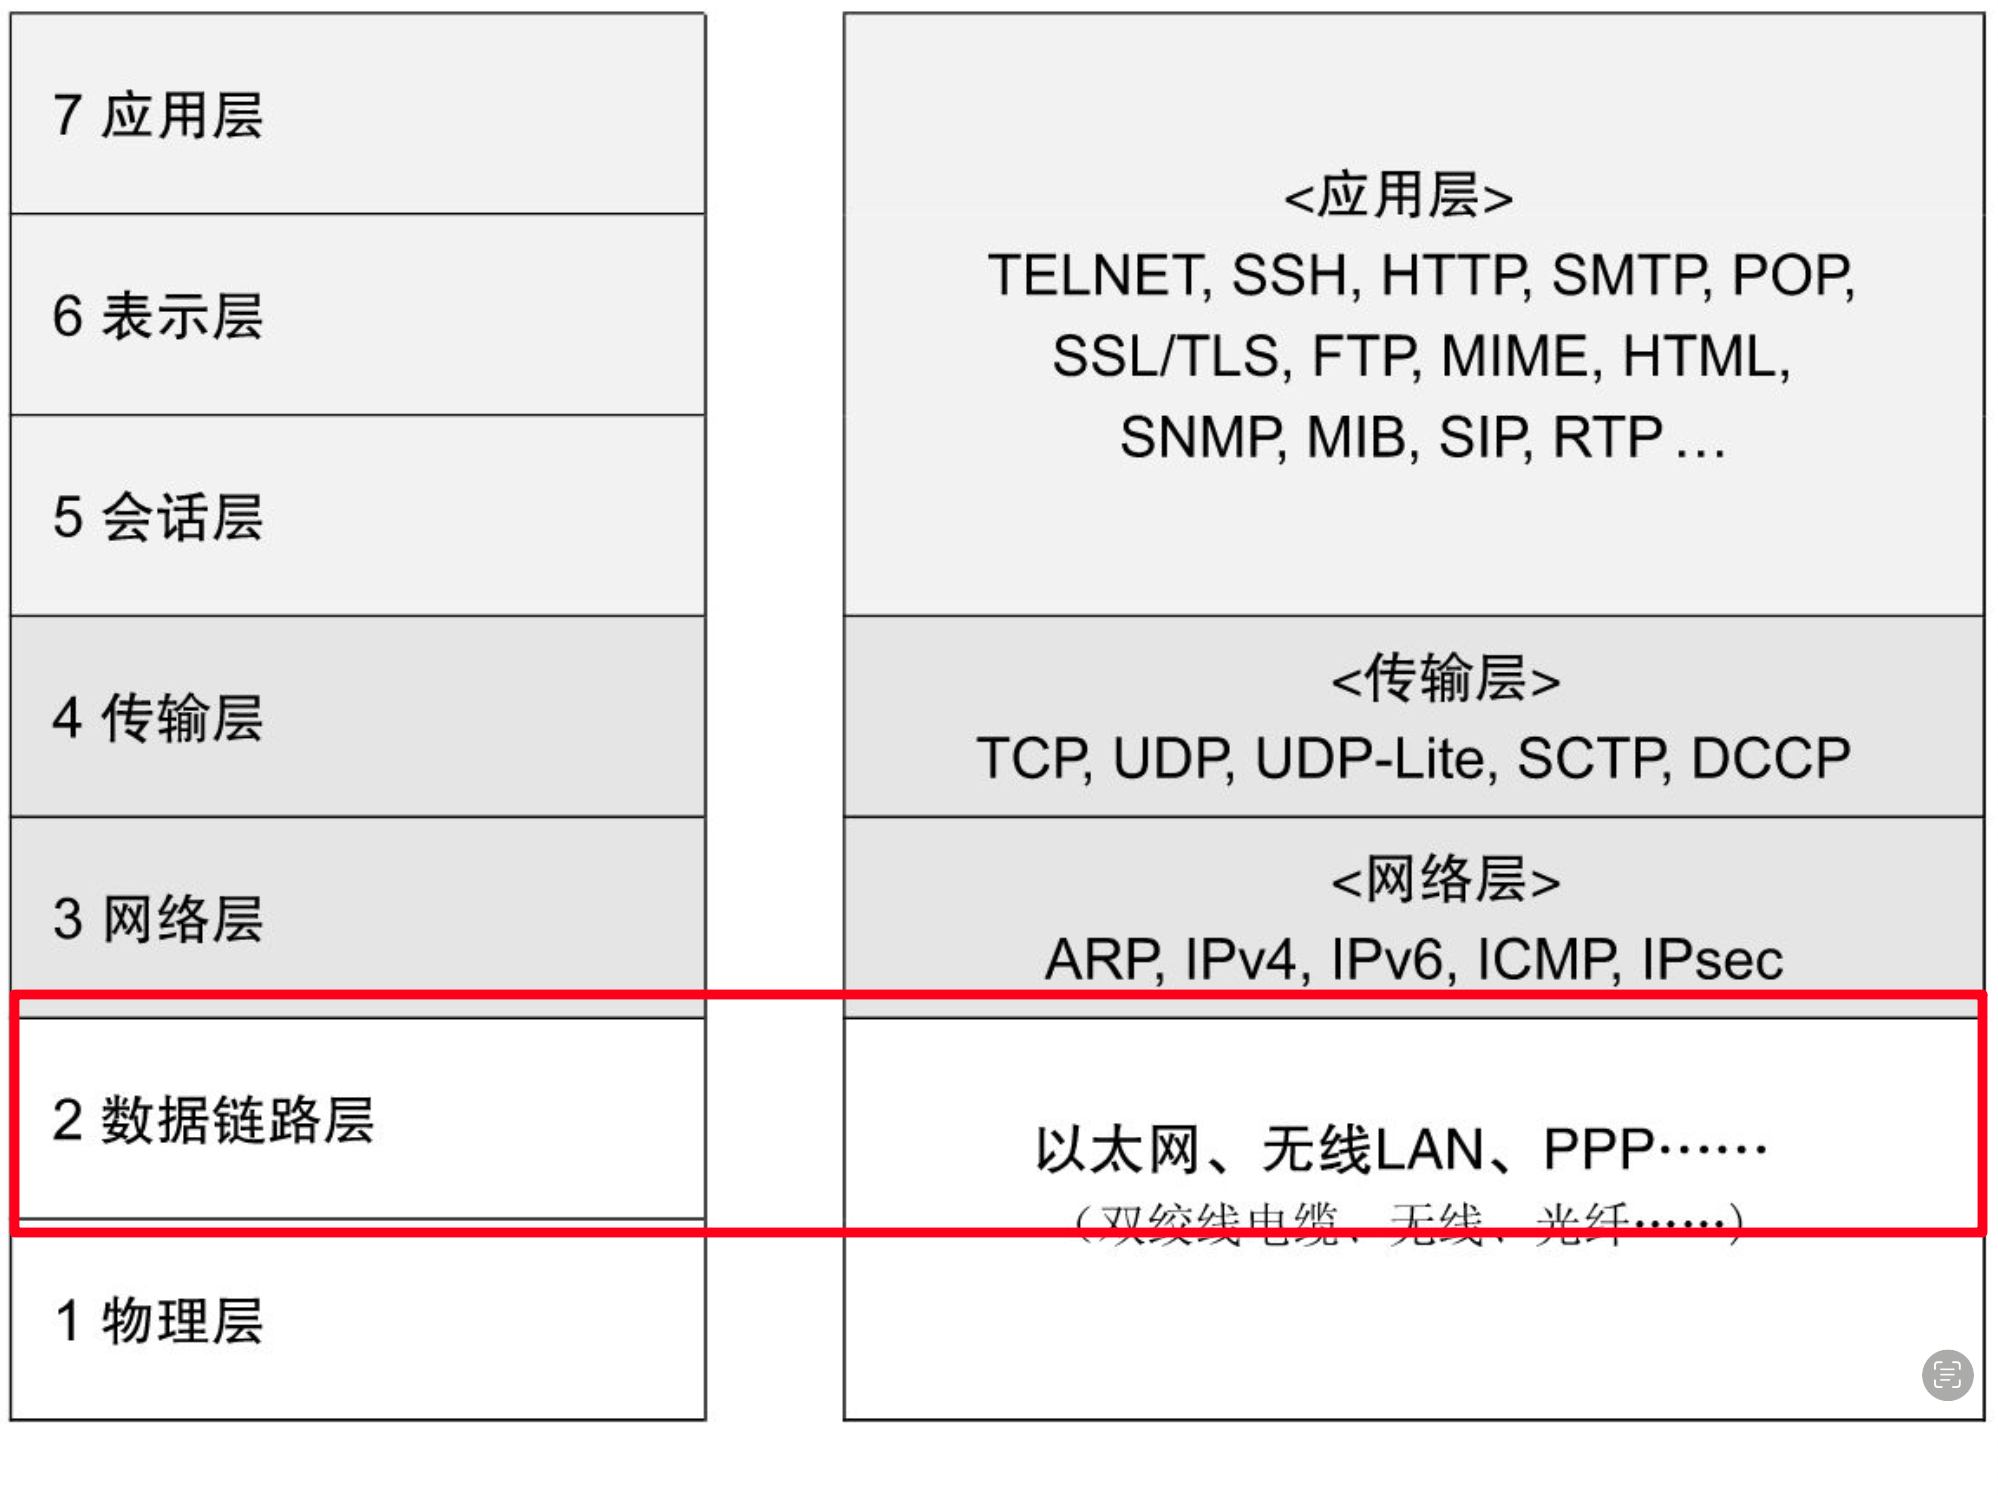 7 应用层
6 表示层
5 会话层
4 传输层
3 网络层
2 数据链路层
1 物理层
<应用层>
TELNET, SSH, HTTP, SMTP, POP,
SSL/TLS, FTP, MIME, HTML,
SNMP, MIB, SIP, RTP …
<传输层>
TCP, UDP, UDP-Lite, SCTP, DCCP
<网络层>
ARP, IPv4, IPv6, ICMP, IPsec
以太网、无线LAN、PPP……
（双绞线电缆、无线、光纤……）